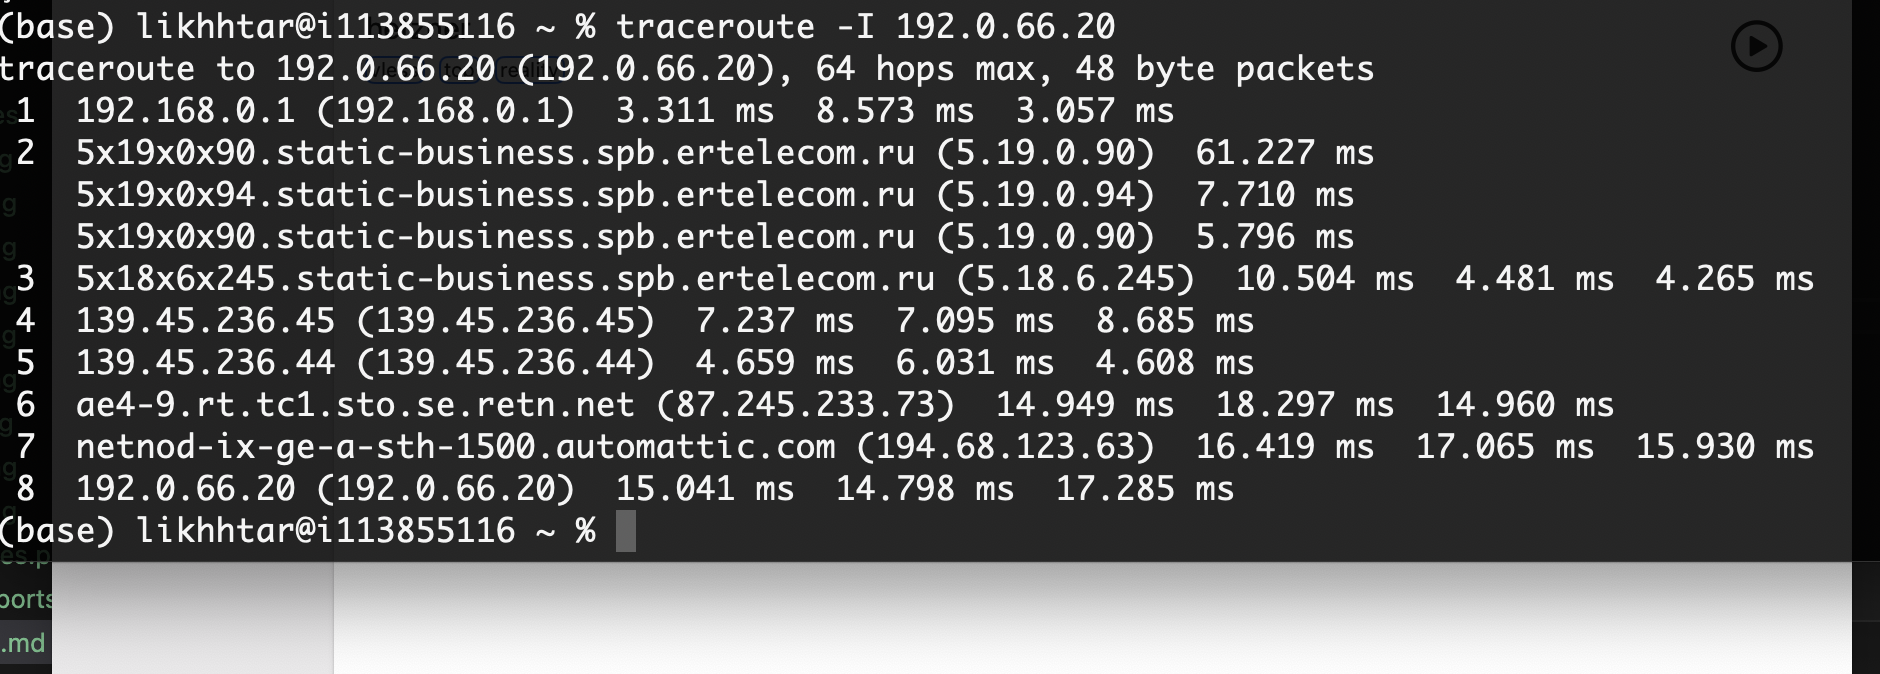 (base) likhhtar@i113855116 ~ % traceroute -I 192.0.66.20
traceroute to 192.0.66.20 (192.0.66.20), 64 hops max, 48 byte packets
1 192.168.0.1 (192.168.0.1) 3.311 ms 8.573 ms 3.057 ms
2 5x19x0x90.static-business.spb.ertelecom.ru (5.19.0.90) 61.227 ms
5x19x0x94.static-business.spb.ertelecom.ru (5.19.0.94) 7.710 ms
5x19x0x90.static-business.spb.ertelecom.ru (5.19.0.90) 5.796 ms
3 5x18x6x245.static-business.spb.ertelecom.ru (5.18.6.245) 10.504 ms 4.481 ms 4.265 ms
4 139.45.236.45 (139.45.236.45) 7.237 ms 7.095 ms 8.685 ms
5 139.45.236.44 (139.45.236.44) 4.659 ms 6.031 ms 4.608 ms
6 ae4-9.rt.tc1.sto.se.retn.net (87.245.233.73) 14.949 ms 18.297 ms 14.960 ms
7 netnod-ix-ge-a-sth-1500.automattic.com (194.68.123.63) 16.419 ms 17.065 ms 15.930 ms
8 192.0.66.20 (192.0.66.20) 15.041 ms 14.798 ms 17.285 ms
(base) likhhtar@i113855116 ~ %
es.p
ports
.md